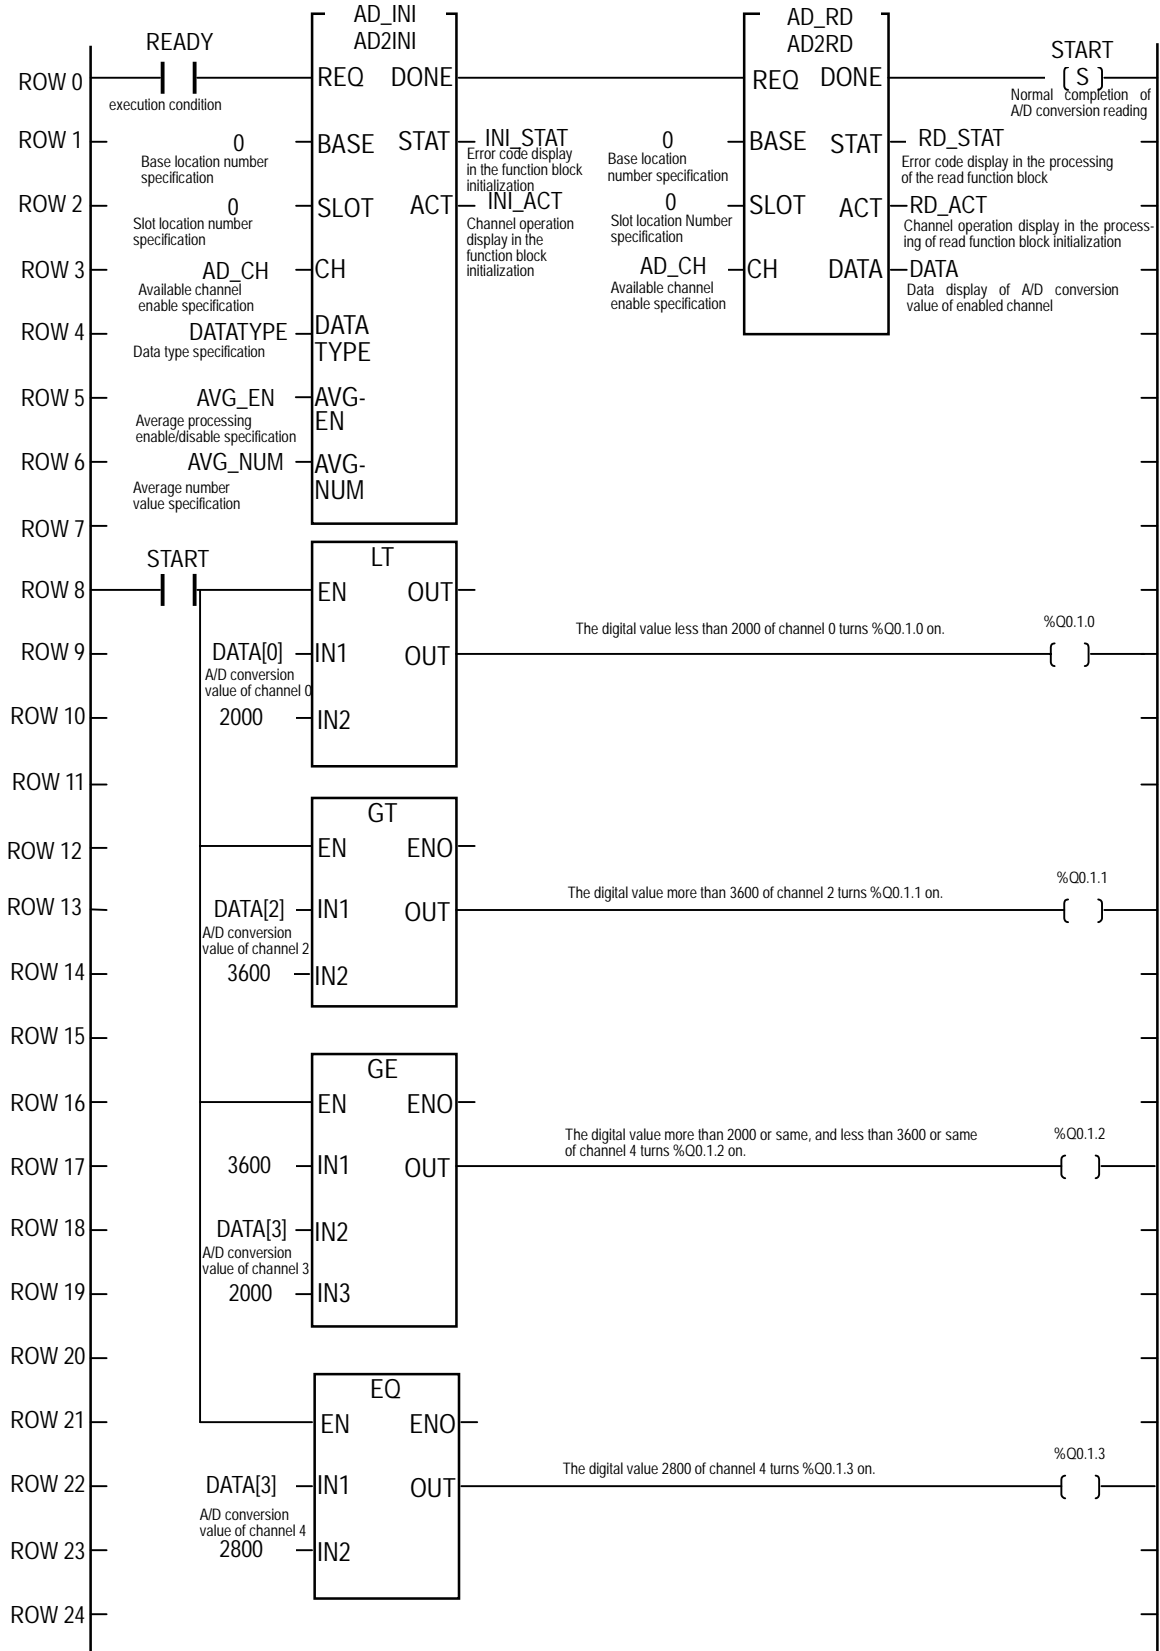 AD_INI
AD2INI
AD_RD
AD2RD
READY
START
ROW 0
REQ DONE
REQ DONE
( S )
execution condition
Normal completion of
A/D conversion reading
ROW 1
0
BASE STAT
INI_STAT
0
BASE STAT
RD_STAT
Base location number
specification
Error code display
in the function block
initialization
Base location
number specification
Error code display in the processing
of the read function block
ROW 2
0
SLOT ACT
INI_ACT
0
SLOT ACT
RD_ACT
Slot location number
specification
Channel operation
display in the
function block
initialization
Slot location Number
specification
Channel operation display in the process-
ing of read function block initialization
ROW 3
AD_CH
CH
AD_CH
CH DATA
DATA
Available channel
enable specification
Available channel
enable specification
Data display of A/D conversion
value of enabled channel
ROW 4
DATATYPE
DATA
TYPE
Data type specification
ROW 5
AVG_EN
AVG-
EN
Average processing
enable/disable specification
ROW 6
AVG_NUM
AVG-
NUM
Average number
value specification
ROW 7
START
LT
ROW 8
EN OUT
The digital value less than 2000 of channel 0 turns %Q0.1.0 on.
%Q0.1.0
ROW 9
DATA[0]
IN1 OUT
( )
A/D conversion
value of channel 0
ROW 10
2000
IN2
ROW 11
GT
ROW 12
EN ENO
The digital value more than 3600 of channel 2 turns %Q0.1.1 on.
%Q0.1.1
ROW 13
DATA[2]
IN1 OUT
( )
A/D conversion
value of channel 2
ROW 14
3600
IN2
ROW 15
GE
ROW 16
EN ENO
The digital value more than 2000 or same, and less than 3600 or same
of channel 4 turns %Q0.1.2 on.
%Q0.1.2
ROW 17
3600
IN1 OUT
( )
ROW 18
DATA[3]
IN2
A/D conversion
value of channel 3
ROW 19
2000
IN3
ROW 20
EQ
ROW 21
EN ENO
The digital value 2800 of channel 4 turns %Q0.1.3 on.
%Q0.1.3
ROW 22
DATA[3]
IN1 OUT
( )
A/D conversion
value of channel 4
ROW 23
2800
IN2
ROW 24